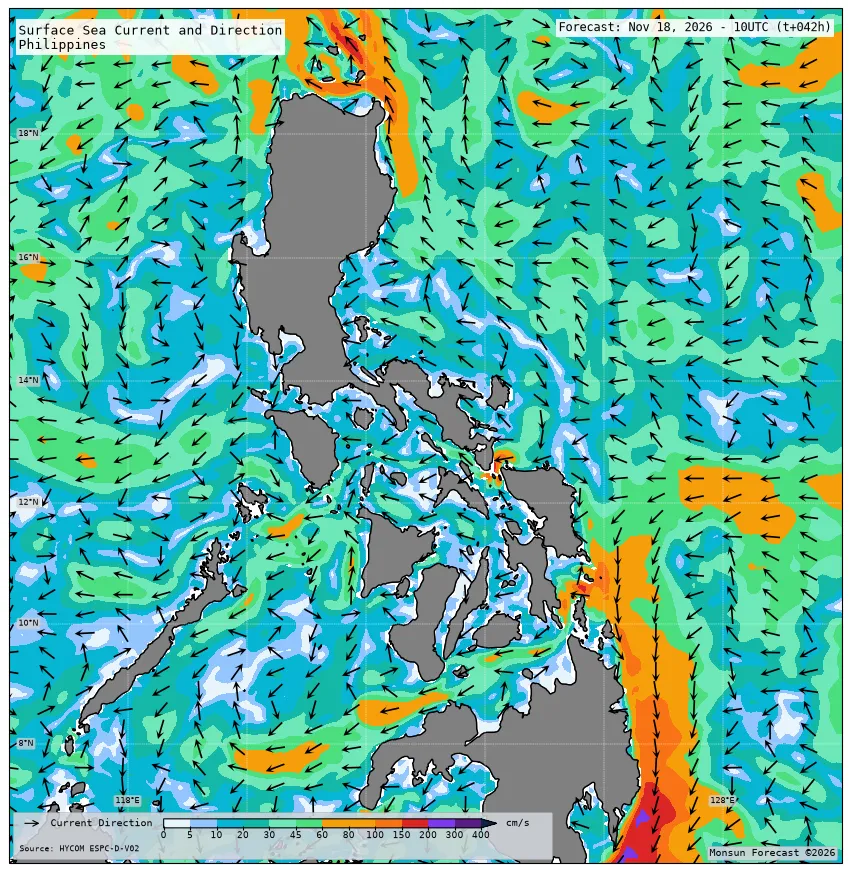 Surface Sea Current and Direction
Philippines
Forecast: Nov 18, 2026 - 10UTC (t+042h)
18°N
16°N
14°N
12°N
10°N
8°N
118°E
128°E
Current Direction
0 5 10 20 30 45 60 80 100 150 200 300 400 cm/s
Source: HYCOM ESPC-D-V02
Monsun Forecast ©2026